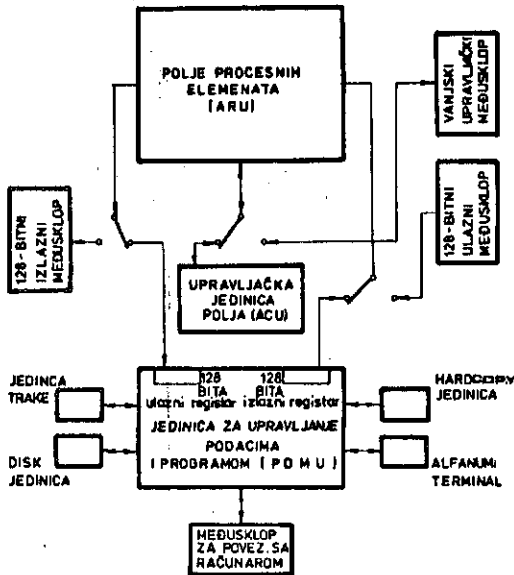 POLJE PROCESNIH
ELEMENATA
(ARU)
VANJSKI
UPRAVLJAČKI
MEĐUSKLOP
128-BITNI
IZLAZNI
MEĐUSKLOP
128-BITNI
ULAZNI
MEĐUSKLOP
UPRAVLJAČKA
JEDINICA
POLJA (ACU)
128
BITA
128
BITA
ulazni registar izlazni registar
JEDINICA ZA UPRAVLJANJE
PODACIMA
I PROGRAMOM (PDMU)
JEDINCA
TRAKE
HARDCOPY
JEDINICA
DISK
JEDINICA
ALFANUMI
TERMINAL
MEĐUSKLOP
ZA POVEZ. SA
RAČUNAROM